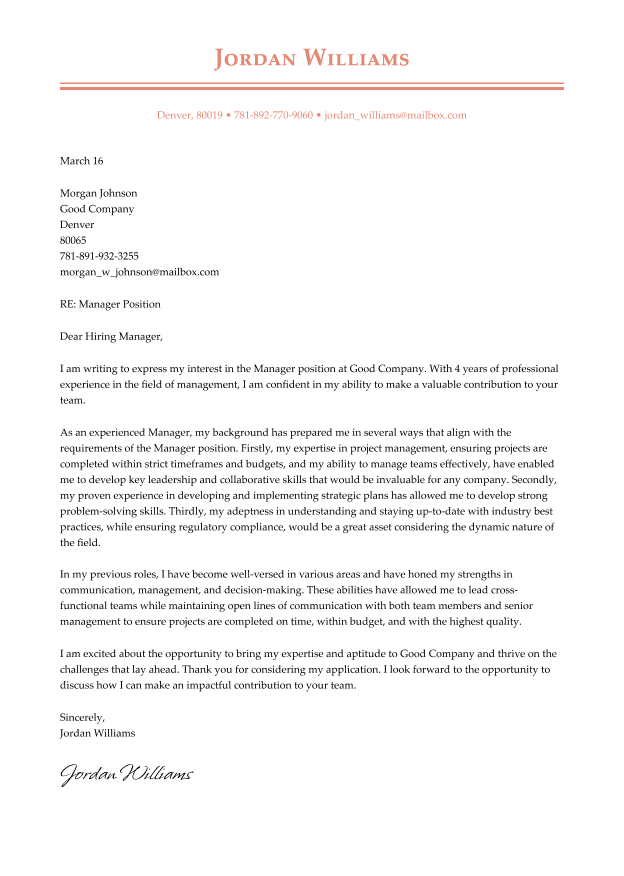 Jordan Williams
Denver, 80019 • 781-892-770-9060 • jordan_williams@mailbox.com
March 16
Morgan Johnson
Good Company
Denver
80065
781-891-932-3255
morgan_w_johnson@mailbox.com
RE: Manager Position
Dear Hiring Manager,
I am writing to express my interest in the Manager position at Good Company. With 4 years of professional
experience in the field of management, I am confident in my ability to make a valuable contribution to your
team.
As an experienced Manager, my background has prepared me in several ways that align with the
requirements of the Manager position. Firstly, my expertise in project management, ensuring projects are
completed within strict timeframes and budgets, and my ability to manage teams effectively, have enabled
me to develop key leadership and collaborative skills that would be invaluable for any company. Secondly,
my proven experience in developing and implementing strategic plans has allowed me to develop strong
problem-solving skills. Thirdly, my adeptness in understanding and staying up-to-date with industry best
practices, while ensuring regulatory compliance, would be a great asset considering the dynamic nature of
the field.
In my previous roles, I have become well-versed in various areas and have honed my strengths in
communication, management, and decision-making. These abilities have allowed me to lead cross-
functional teams while maintaining open lines of communication with both team members and senior
management to ensure projects are completed on time, within budget, and with the highest quality.
I am excited about the opportunity to bring my expertise and aptitude to Good Company and thrive on the
challenges that lay ahead. Thank you for considering my application. I look forward to the opportunity to
discuss how I can make an impactful contribution to your team.
Sincerely,
Jordan Williams
Jordan Williams